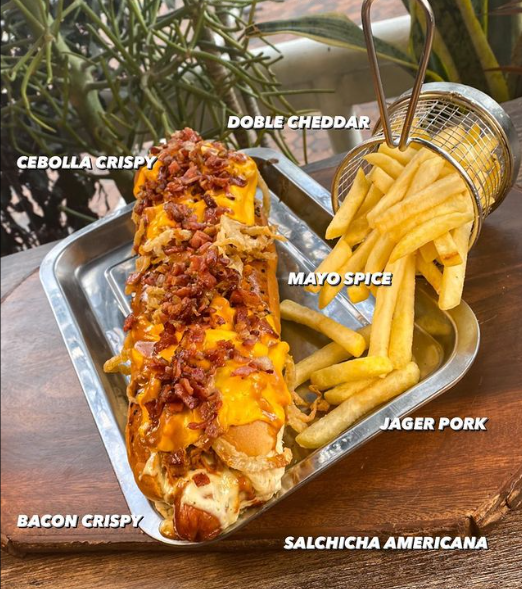 DOBLE CHEDDAR
CEBOLLA CRISPY
MAYO SPICE
JAGER PORK
BACON CRISPY
SALCHICHA AMERICANA